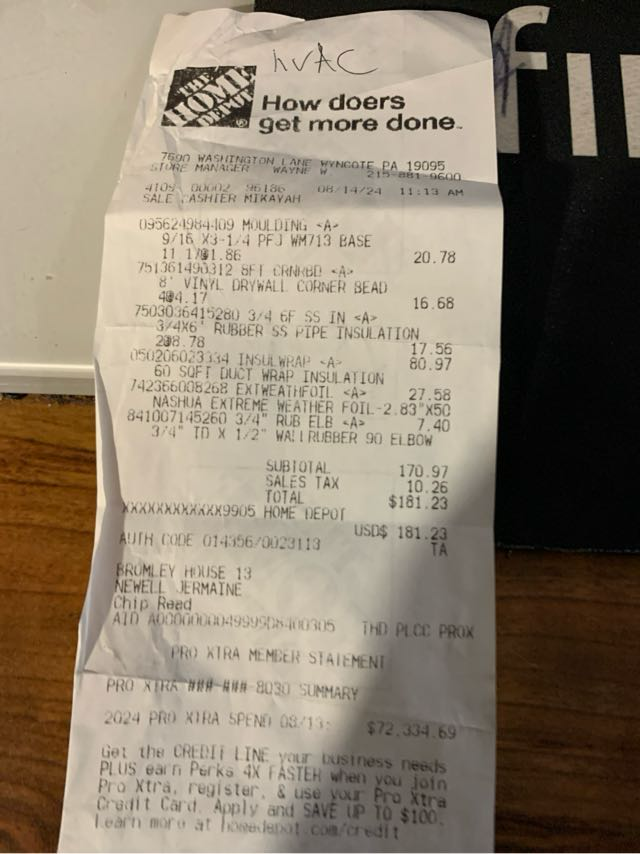 HVAC
THE HOME DEPOT
How doers
get more done.
7690 WASHINGTON LANE WYNCOTE PA 19095
STORE MANAGER WAYNE W 215-881-9600
4109 00002 96186 08/14/24 11:13 AM
SALE CASHIER MIKAYAH
095624984409 MOULDING <A>
9/16 X3-1/4 PFJ WM713 BASE
11 1.86 20.78
751361490312 8FT CRNRBD <A>
8' VINYL DRYWALL CORNER BEAD
4@4.17 16.68
7503036415280 3/4 6F SS IN <A>
3/4X6' RUBBER SS PIPE INSULATION
2@8.78 17.56
050206023334 INSULWRAP <A> 80.97
60 SQFT DUCT WRAP INSULATION
742366008268 EXTWEATHFOIL <A> 27.58
NASHUA EXTREME WEATHER FOIL-2.83"X50
841007145260 3/4" RUB ELB <A> 7.40
3/4" ID X 1/2" WALLRUBBER 90 ELBOW
SUBTOTAL 170.97
SALES TAX 10.26
TOTAL $181.23
XXXXXXXXXXXX9905 HOME DEPOT
USD$ 181.23
AUTH CODE 014356/0023113 TA
BROMLEY HOUSE 13
NEWELL JERMAINE
Chip Read
AID THD PLCC PROX
PRO XTRA MEMBER STATEMENT
PRO XTRA ###-###-8030 SUMMARY
2024 PRO XTRA SPEND 08/13: $72,334.69
Get the CREDIT LINE your business needs
PLUS earn Perks 4X FASTER when you join
Pro Xtra, register, & use your Pro Xtra
Credit Card. Apply and SAVE UP TO $100.
Learn more at homedepot.com/credit
fi